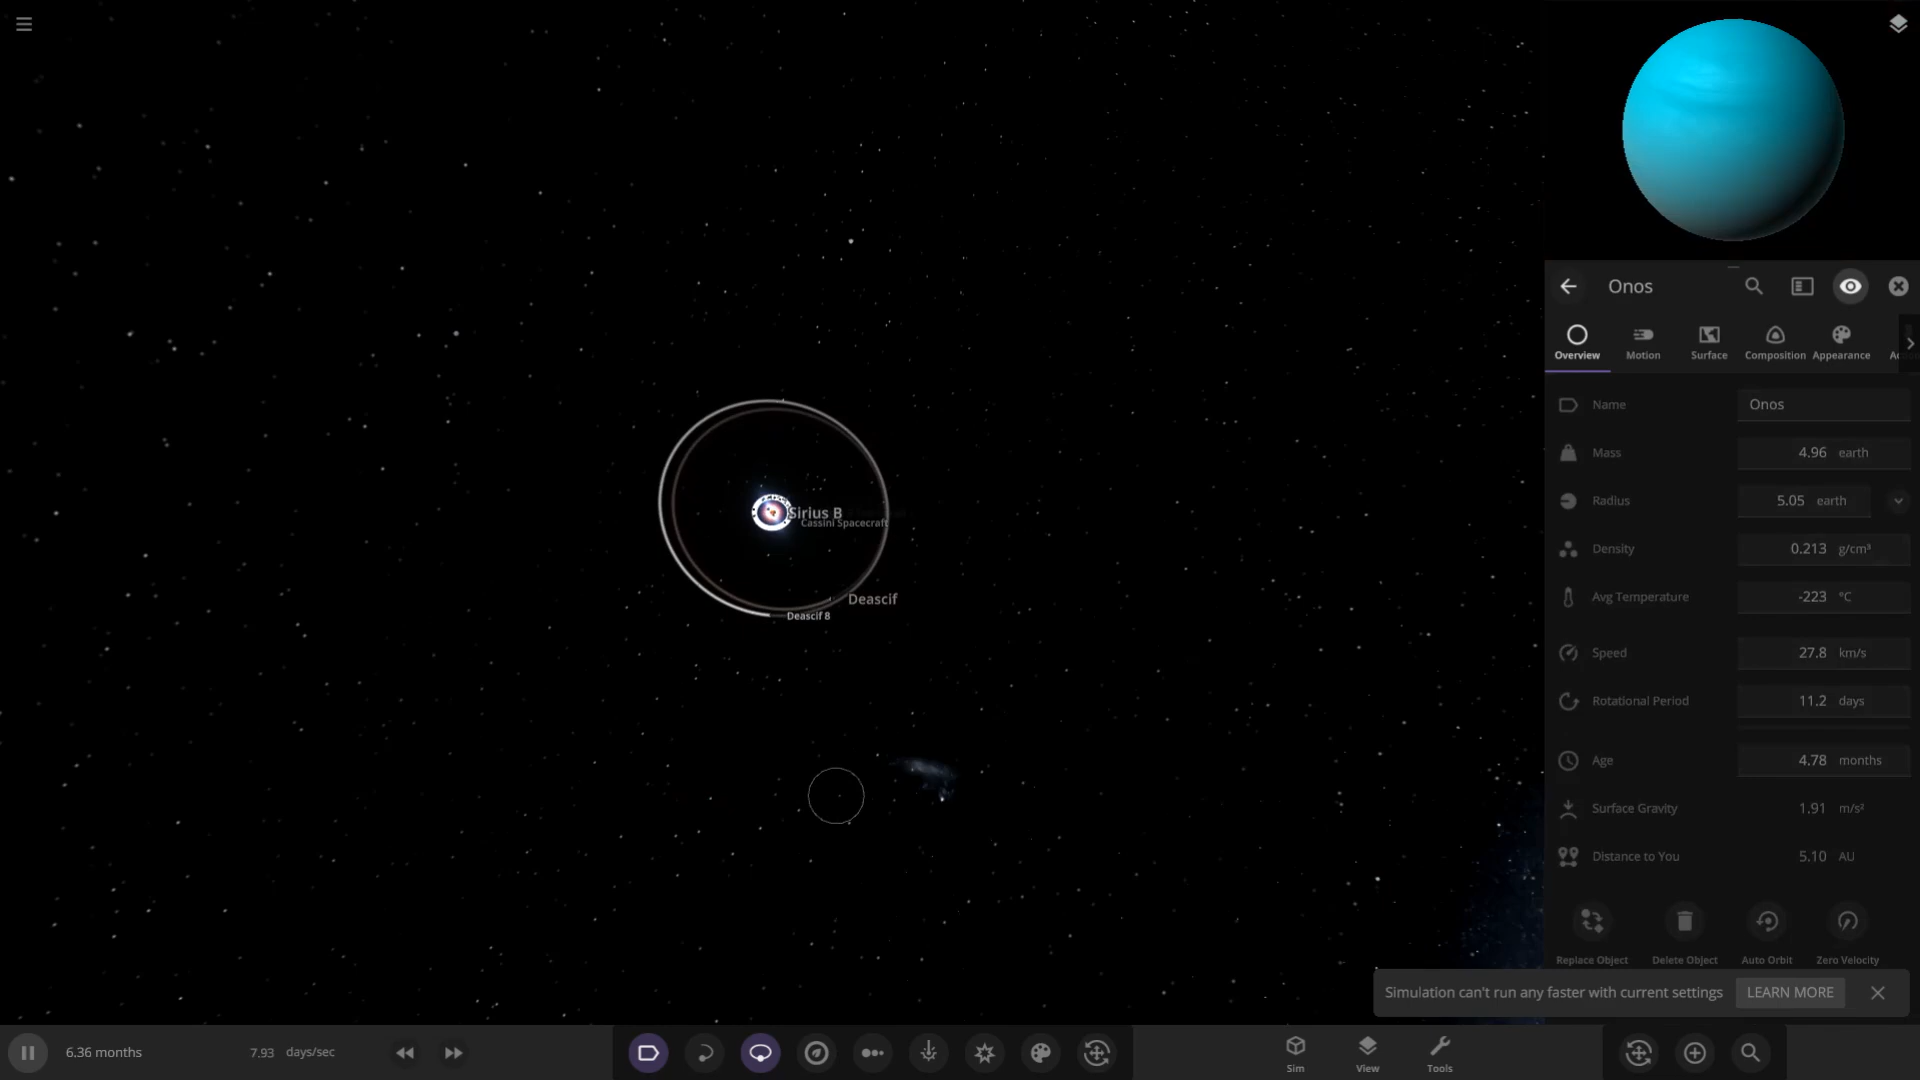 Onos
Overview
Motion
Surface
Composition
Appearance
Name
Onos
Mass
4.96 earth
Radius
5.05 earth
Density
0.213 g/cm³
Avg Temperature
-223 °C
Speed
27.8 km/s
Rotational Period
11.2 days
Age
4.78 months
Surface Gravity
1.91 m/s²
Distance to You
5.10 AU
Replace Object
Delete Object
Auto Orbit
Zero Velocity
Sirius B
Cassini Spacecraft
Deascif
Deascif 8
Simulation can't run any faster with current settings
LEARN MORE
6.36 months
7.93 days/sec
Sim
View
Tools